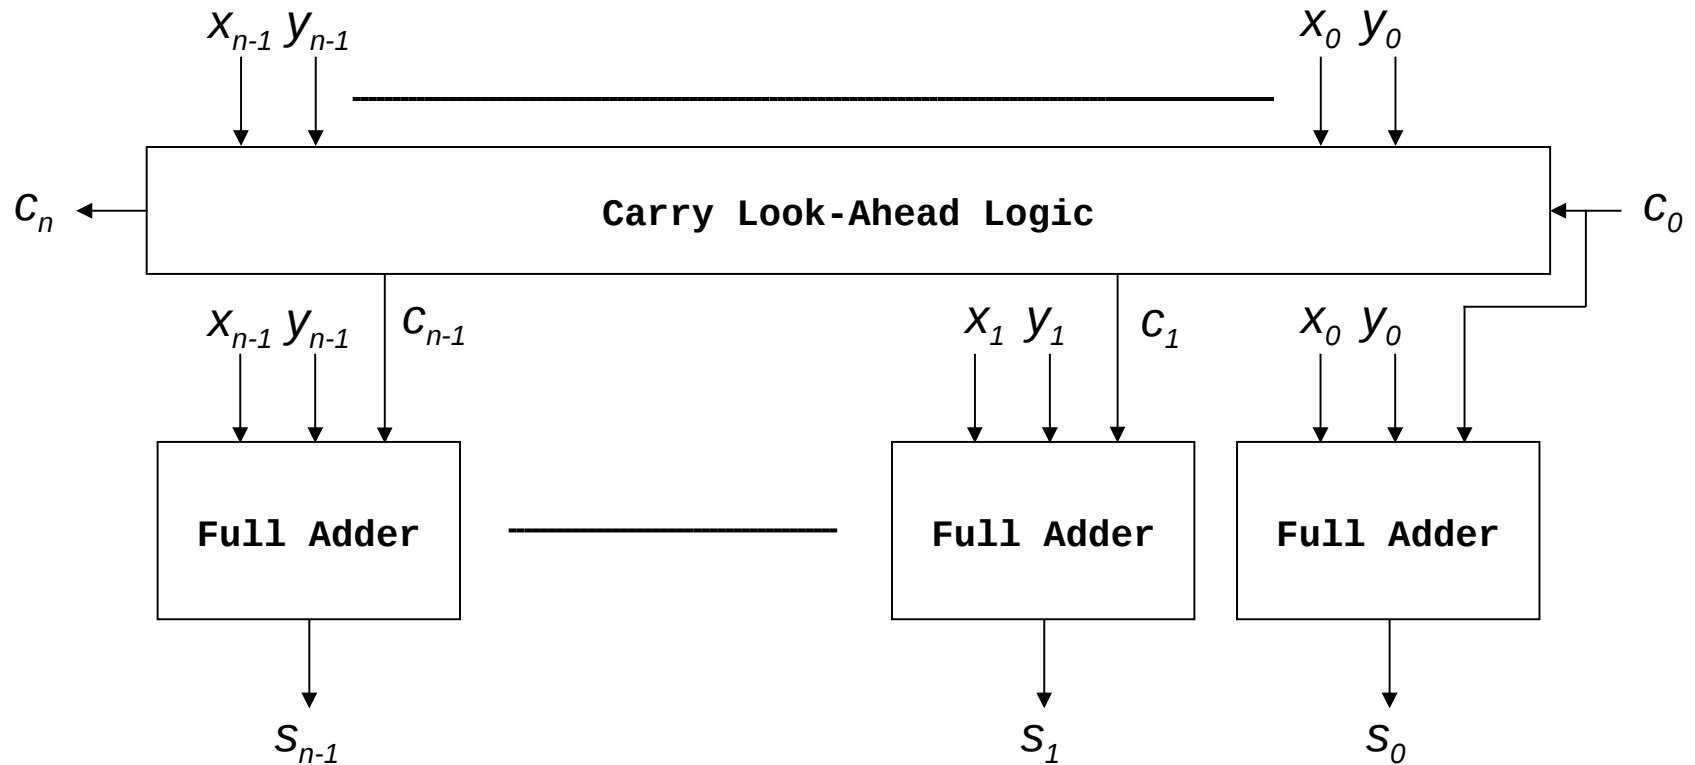 xn-1 yn-1 x0 y0
cn Carry Look-Ahead Logic c0
xn-1 yn-1 cn-1 x1 y1 c1 x0 y0
Full Adder Full Adder Full Adder
sn-1 s1 s0